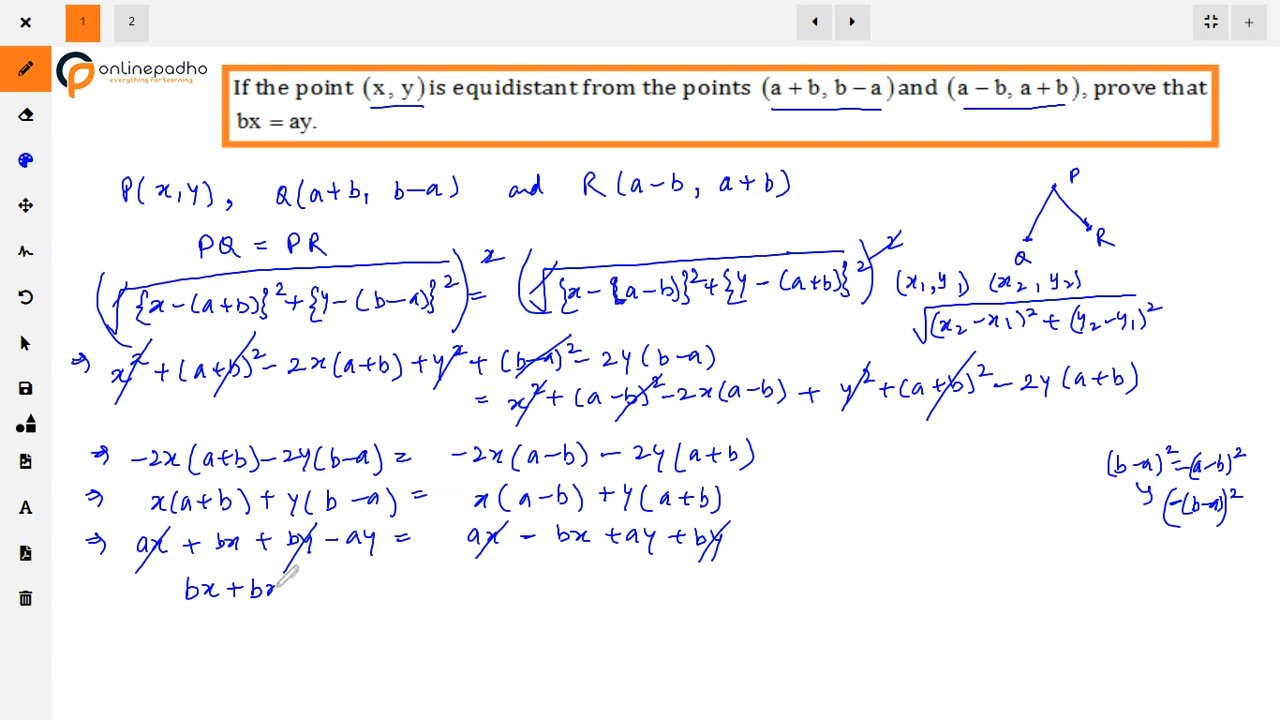 1 2
onlinepadho
everything for learning
If the point (x, y) is equidistant from the points (a + b, b − a) and (a − b, a + b), prove that
bx = ay.
P(x,y), Q(a+b, b−a) and R(a−b, a+b)
P
Q
R
PQ = PR
(√{x−(a+b)}²+{y−(b−a)}²)² = (√{x−(a−b)}²+{y−(a+b)}²)²
(x₁,y₁) (x₂,y₂)
√(x₂−x₁)²+(y₂−y₁)²
⇒ x²+(a+b)²−2x(a+b)+y²+(b−a)²−2y(b−a)
= x²+(a−b)²−2x(a−b)+y²+(a+b)²−2y(a+b)
⇒ −2x(a+b)−2y(b−a) = −2x(a−b)−2y(a+b)
(b−a)²=(a−b)²
⇒ x(a+b)+y(b−a) = x(a−b)+y(a+b)
(−(b−a))²
⇒ ax+bx+by−ay = ax−bx+ay+by
bx+bx